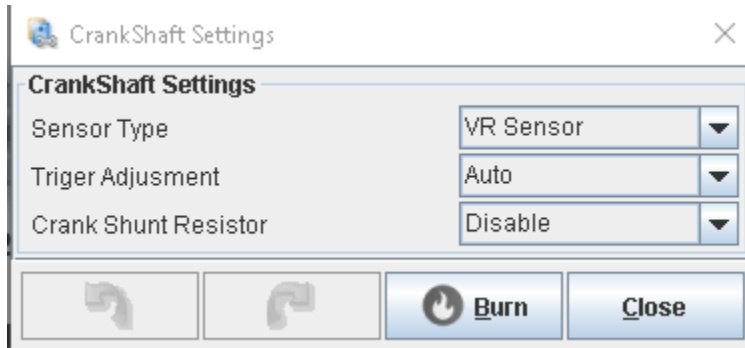 CrankShaft Settings
CrankShaft Settings
Sensor Type VR Sensor
Triger Adjusment Auto
Crank Shunt Resistor Disable
Burn Close